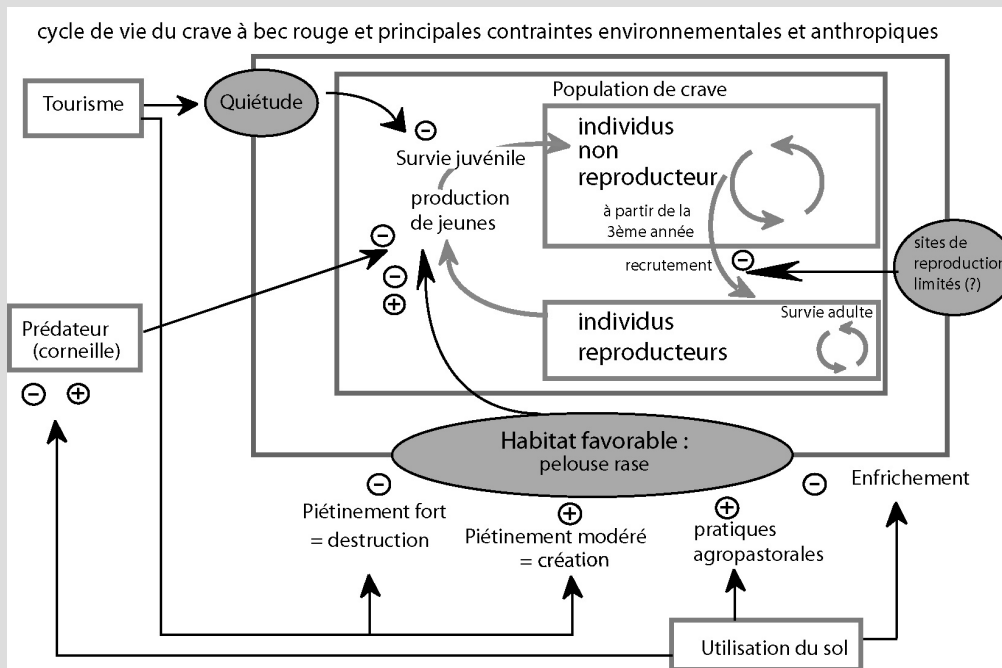 cycle de vie du crave à bec rouge et principales contraintes environnementales et anthropiques
Tourisme
Quiétude
Population de crave
individus
non
reproducteur
Survie juvénile
production
de jeunes
à partir de la
3ème année
recrutement
sites de
reproduction
limités (?)
Survie adulte
individus
reproducteurs
Prédateur
(corneille)
Habitat favorable :
pelouse rase
Enfrichement
Piétinement fort
= destruction
Piétinement modéré
= création
pratiques
agropastorales
Utilisation du sol